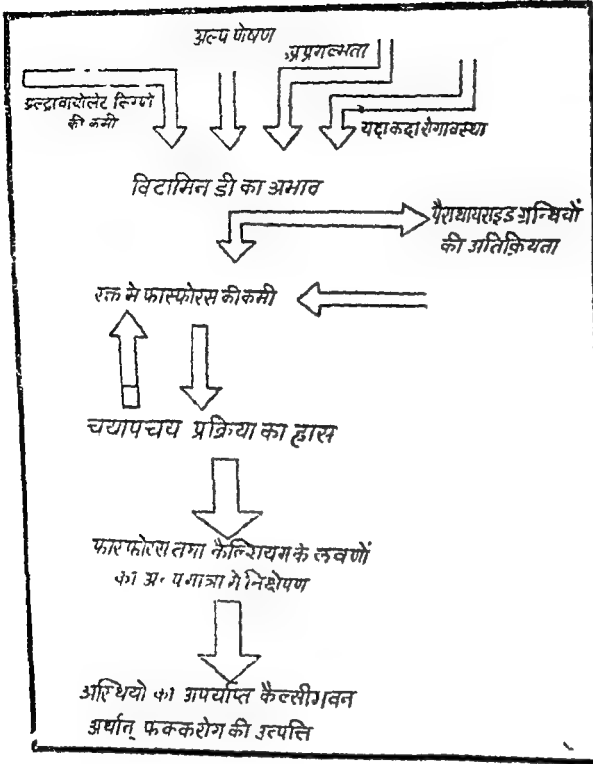 अल्प पोषण
अप्रगल्भता
अल्ट्रावायोलेट किरणों
की कमी
यदा कदा रोगावस्था
विटामिन डी का अभाव
पैराथायराइड ग्रन्थियों
की अतिक्रियता
रक्त मे फास्फोरस की कमी
चयापचय प्रक्रिया का ह्रास
फास्फोरस तथा कैल्शियम के लवणों
का अल्पमात्रा मे निक्षेपण
अस्थियो का अपर्याप्त कैल्सीभवन
अर्थात् फक्करोग की उत्पत्ति